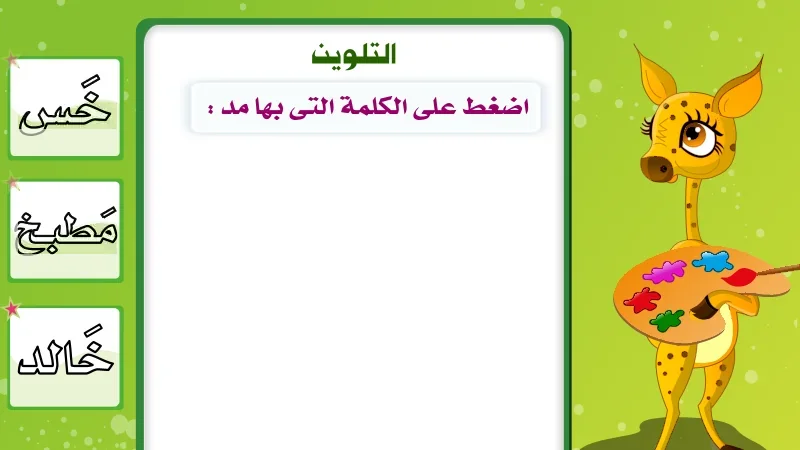 التلوين
اضغط على الكلمة التى بها مد :
خَس
مَطبخ
خَالد